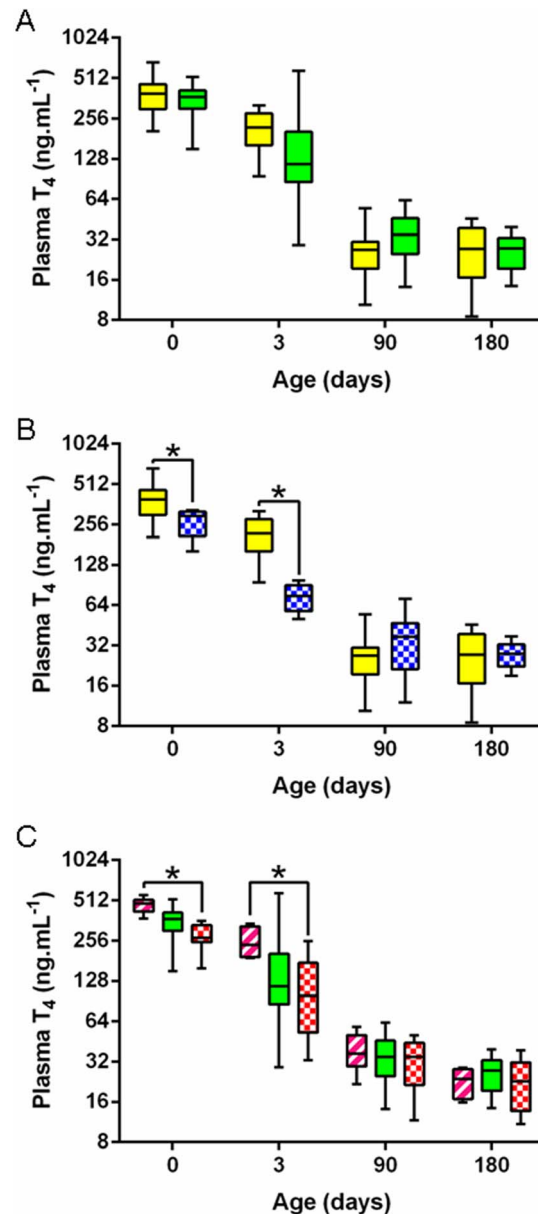 A
1024
512
256
128
64
32
16
8
Plasma T₄ (ng.mL⁻¹)
0 3 90 180
Age (days)
B
1024
512
256
128
64
32
16
8
Plasma T₄ (ng.mL⁻¹)
* *
0 3 90 180
Age (days)
C
1024
512
256
128
64
32
16
8
Plasma T₄ (ng.mL⁻¹)
* *
0 3 90 180
Age (days)